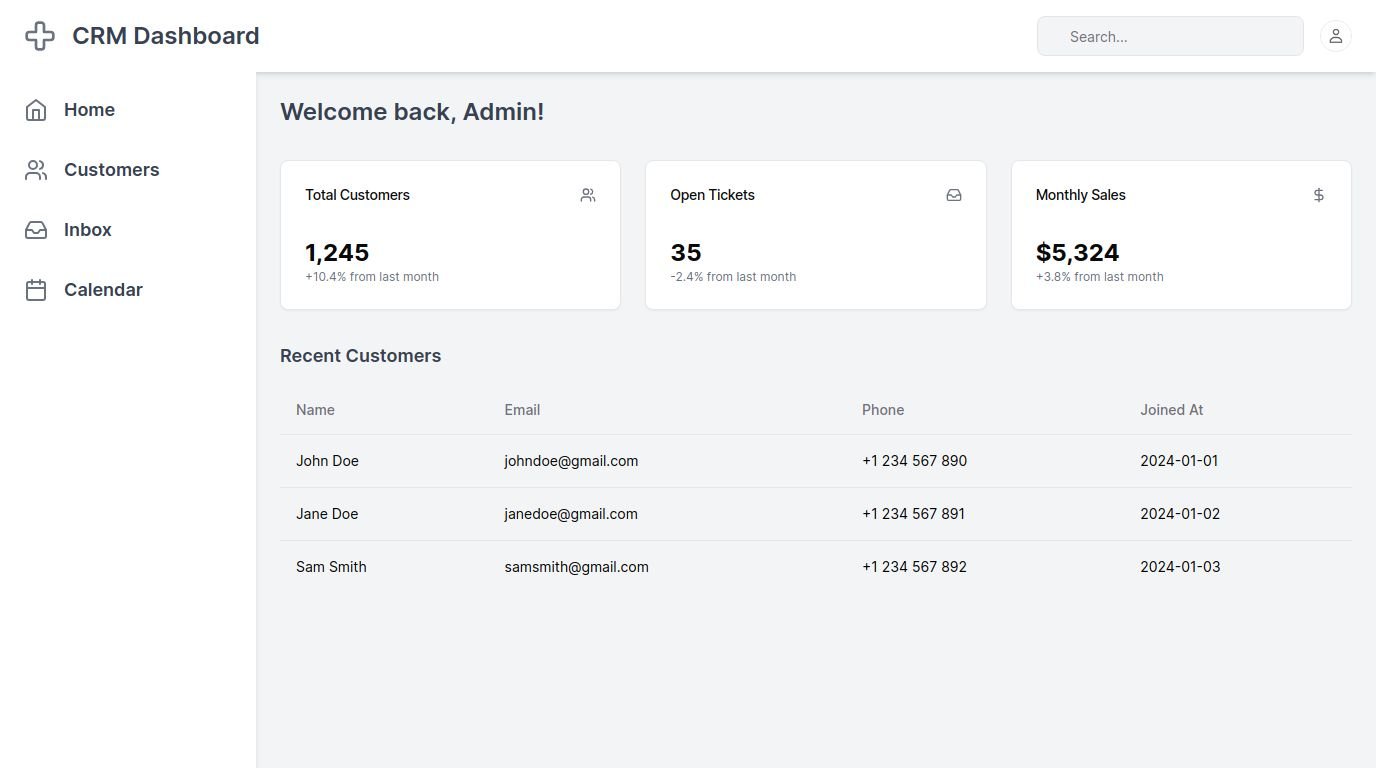 CRM Dashboard
Search...
Home
Customers
Inbox
Calendar
Welcome back, Admin!
Total Customers
1,245
+10.4% from last month
Open Tickets
35
-2.4% from last month
Monthly Sales
$5,324
+3.8% from last month
Recent Customers
Name Email Phone Joined At
John Doe johndoe@gmail.com +1 234 567 890 2024-01-01
Jane Doe janedoe@gmail.com +1 234 567 891 2024-01-02
Sam Smith samsmith@gmail.com +1 234 567 892 2024-01-03